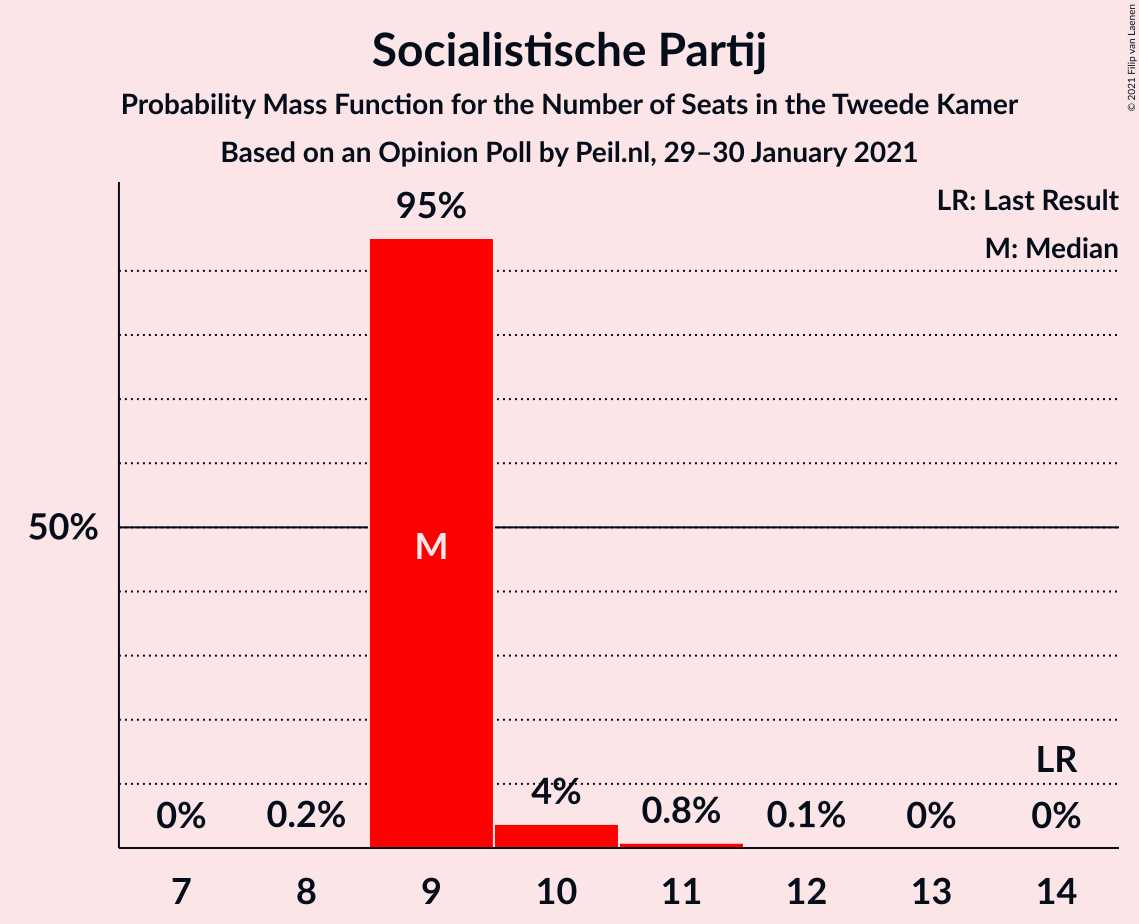 Socialistische Partij
Probability Mass Function for the Number of Seats in the Tweede Kamer
Based on an Opinion Poll by Peil.nl, 29–30 January 2021
© 2021 Filip van Laenen
LR: Last Result
M: Median
95%
50%
M
LR
0%
0.2%
4%
0.8%
0.1%
0%
0%
7
8
9
10
11
12
13
14